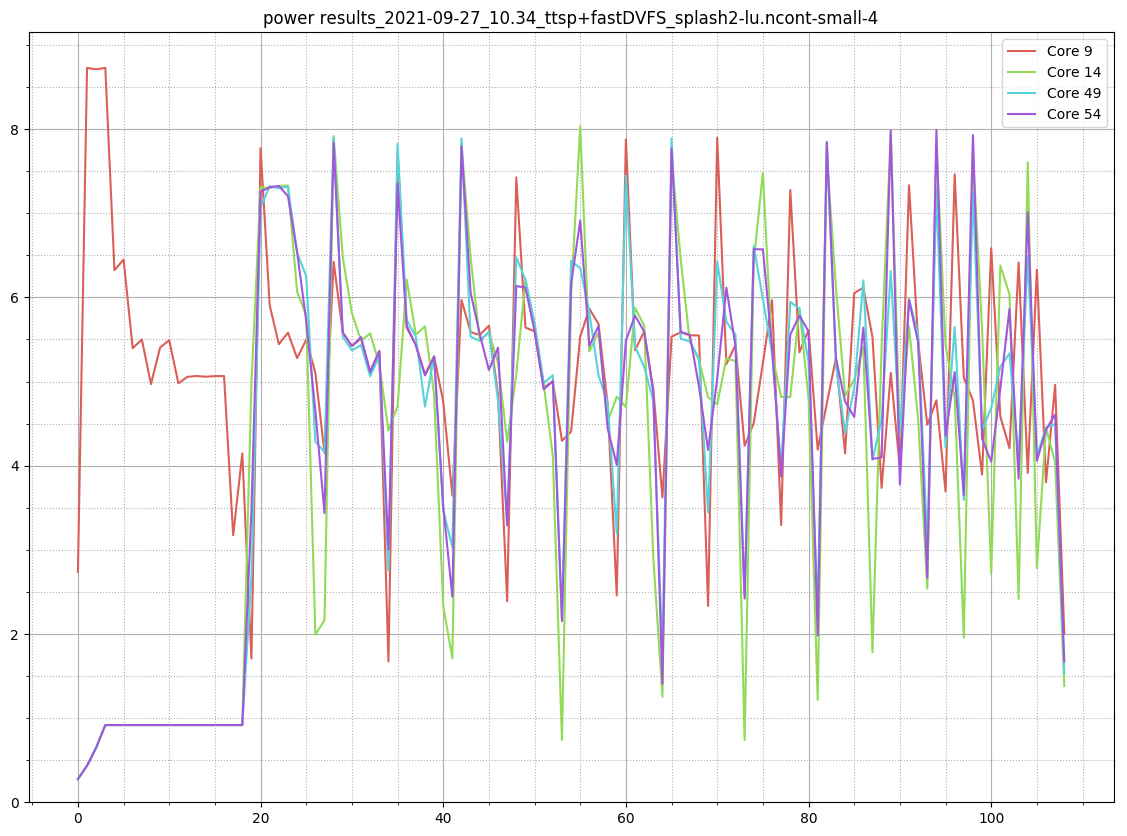 power results_2021-09-27_10.34_ttsp+fastDVFS_splash2-lu.ncont-small-4
Core 9
Core 14
Core 49
Core 54
8
6
4
2
0
0 20 40 60 80 100